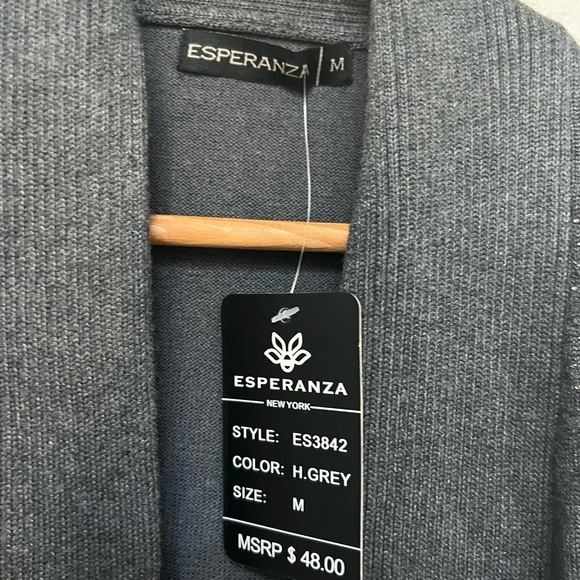 ESPERANZA M
ESPERANZA
NEW YORK
STYLE: ES3842
COLOR: H.GREY
SIZE: M
MSRP $ 48.00